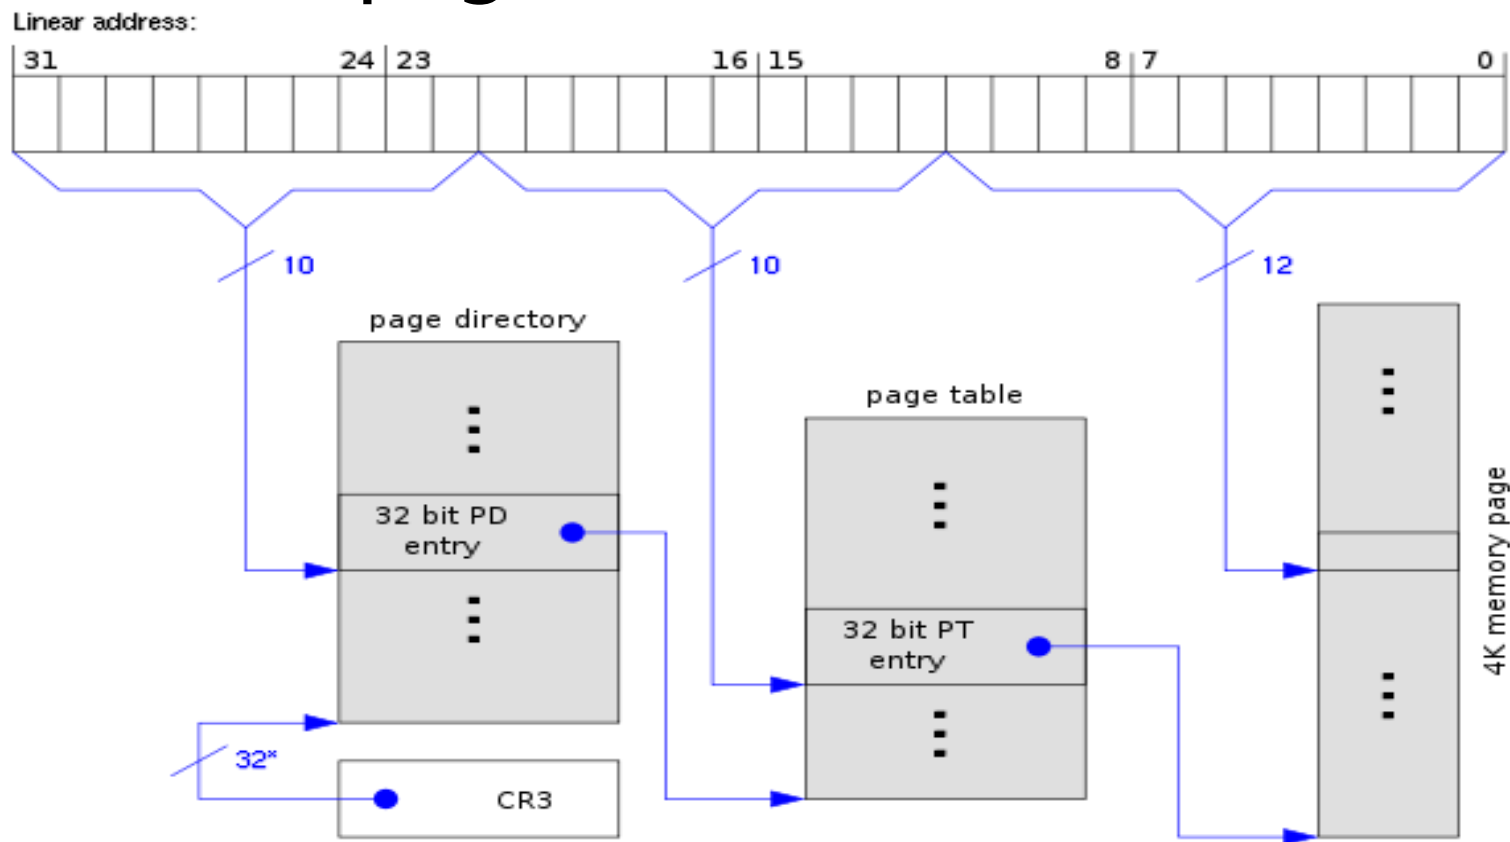 Linear address:
31 24 23 16 15 8 7 0
10 10 12
page directory
page table
32 bit PD
entry
32 bit PT
entry
4K memory page
32*
CR3